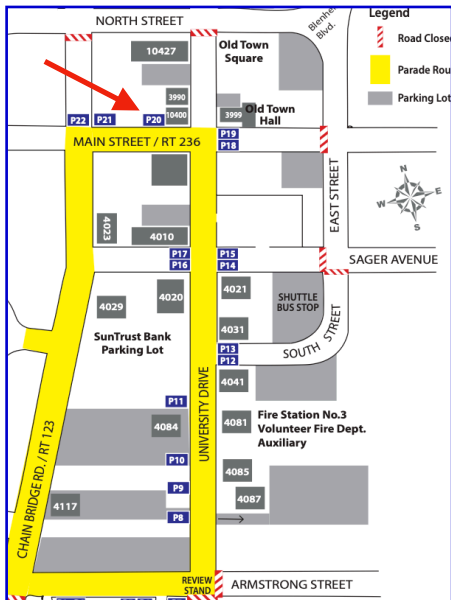 NORTH STREET
Blenhe
Blvd.
Legend
Road Close
Parade Rou
Parking Lot
10427
Old Town
Square
3990
10400
3999
Old Town
Hall
P22
P21
P20
P19
P18
MAIN STREET / RT 236
EAST STREET
N
W
E
S
4023
4010
P17
P16
P15
P14
SAGER AVENUE
4029
4020
4021
SHUTTLE
BUS STOP
SunTrust Bank
Parking Lot
4031
SOUTH STREET
P13
P12
4041
UNIVERSITY DRIVE
P11
4084
4081
Fire Station No.3
Volunteer Fire Dept.
Auxiliary
CHAIN BRIDGE RD. / RT 123
P10
4085
P9
4087
4117
P8
REVIEW
STAND
ARMSTRONG STREET